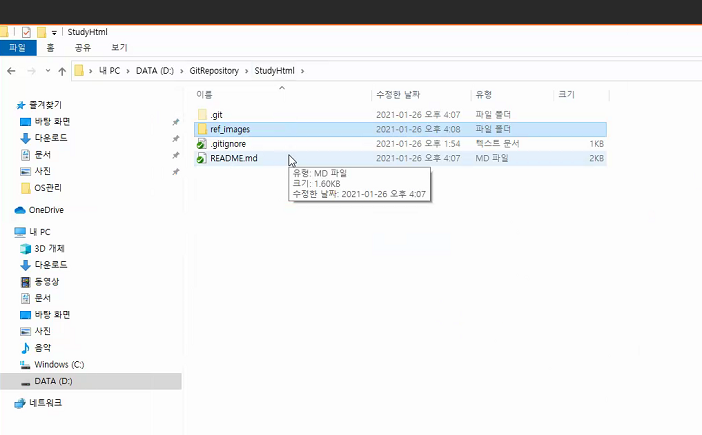 StudyHtml
파일 홈 공유 보기
내 PC > DATA (D:) > GitRepository > StudyHtml >
이름 수정한 날짜 유형 크기
.git 2021-01-26 오후 4:07 파일 폴더
ref_images 2021-01-26 오후 4:08 파일 폴더
.gitignore 2021-01-26 오후 1:54 텍스트 문서 1KB
README.md 2021-01-26 오후 4:07 MD 파일 2KB
유형: MD 파일
크기: 1.60KB
수정한 날짜: 2021-01-26 오후 4:07
즐겨찾기
바탕 화면
다운로드
문서
사진
OS관리
OneDrive
내 PC
3D 개체
다운로드
동영상
문서
바탕 화면
사진
음악
Windows (C:)
DATA (D:)
네트워크